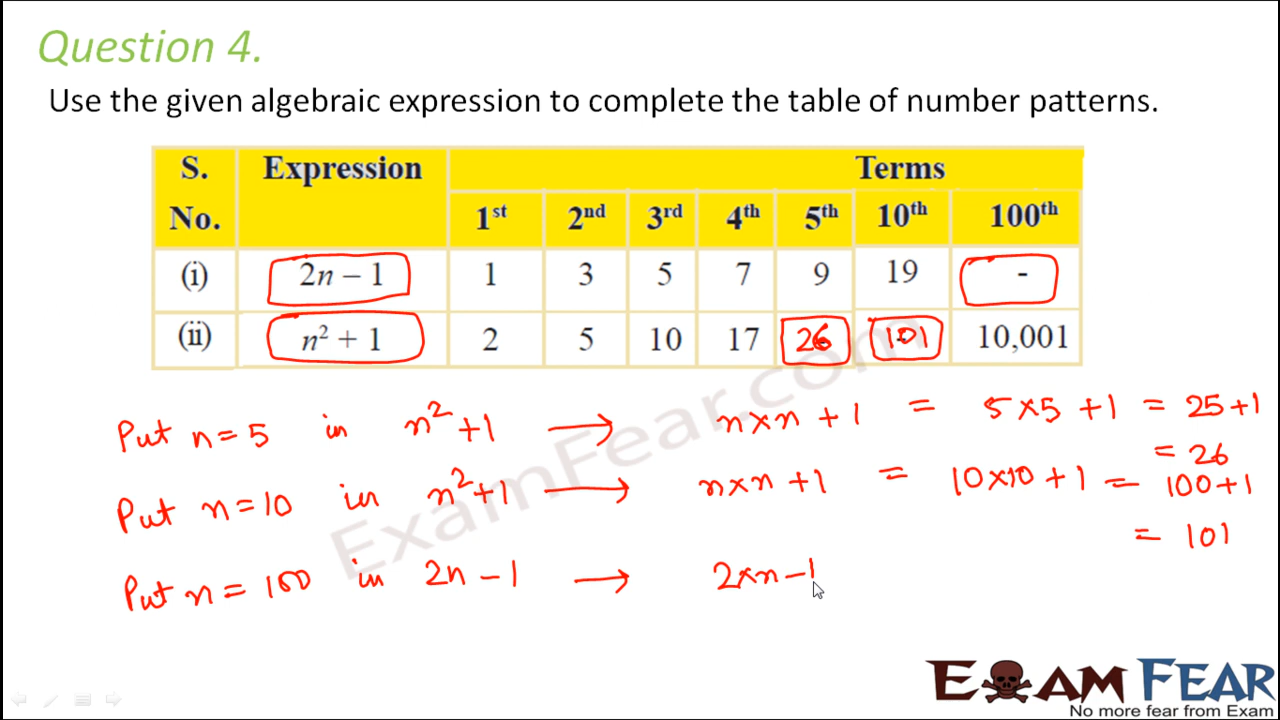 Question 4.
Use the given algebraic expression to complete the table of number patterns.
S. No. Expression Terms
1st 2nd 3rd 4th 5th 10th 100th
(i) 2n – 1 1 3 5 7 9 19 -
(ii) n² + 1 2 5 10 17 26 101 10,001
Put n = 5 in n² + 1 → n × n + 1 = 5 × 5 + 1 = 25 + 1
= 26
Put n = 10 in n² + 1 → n × n + 1 = 10 × 10 + 1 = 100 + 1
= 101
Put n = 100 in 2n – 1 → 2 × n – 1
ExamFear.com
EXAM FEAR
No more fear from Exam